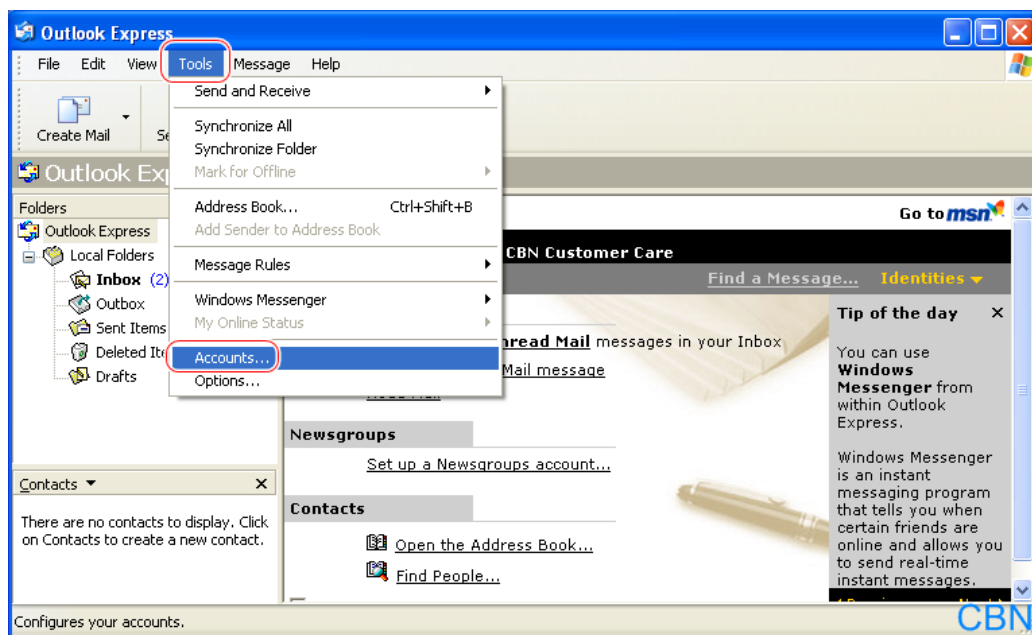 Outlook Express
File Edit View Tools Message Help
Send and Receive
Synchronize All
Synchronize Folder
Mark for Offline
Address Book... Ctrl+Shift+B
Add Sender to Address Book
Message Rules
Windows Messenger
My Online Status
Accounts...
Options...
Create Mail
Outlook
Folders
Outlook Express
Local Folders
Inbox (2)
Outbox
Sent Items
Deleted
Drafts
Contacts
There are no contacts to display. Click
on Contacts to create a new contact.
Go to msn
CBN Customer Care
Find a Message... Identities
Mail messages in your Inbox
Mail message
Newsgroups
Set up a Newsgroups account...
Contacts
Open the Address Book...
Find People...
Tip of the day
You can use
Windows
Messenger from
within Outlook
Express.
Windows Messenger
is an instant
messaging program
that tells you when
certain friends are
online and allows you
to send real-time
instant messages.
Configures your accounts.
CBN